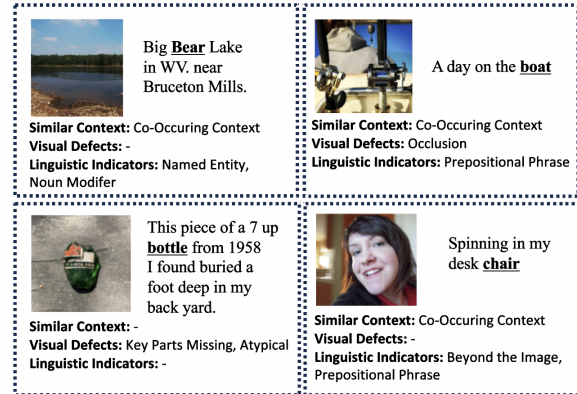 Big Bear Lake
in WV. near
Bruceton Mills.
Similar Context: Co-Occuring Context
Visual Defects: -
Linguistic Indicators: Named Entity,
Noun Modifer
A day on the boat
Similar Context: Co-Occuring Context
Visual Defects: Occlusion
Linguistic Indicators: Prepositional Phrase
This piece of a 7 up
bottle from 1958
I found buried a
foot deep in my
back yard.
Similar Context: -
Visual Defects: Key Parts Missing, Atypical
Linguistic Indicators: -
Spinning in my
desk chair
Similar Context: Co-Occuring Context
Visual Defects: -
Linguistic Indicators: Beyond the Image,
Prepositional Phrase